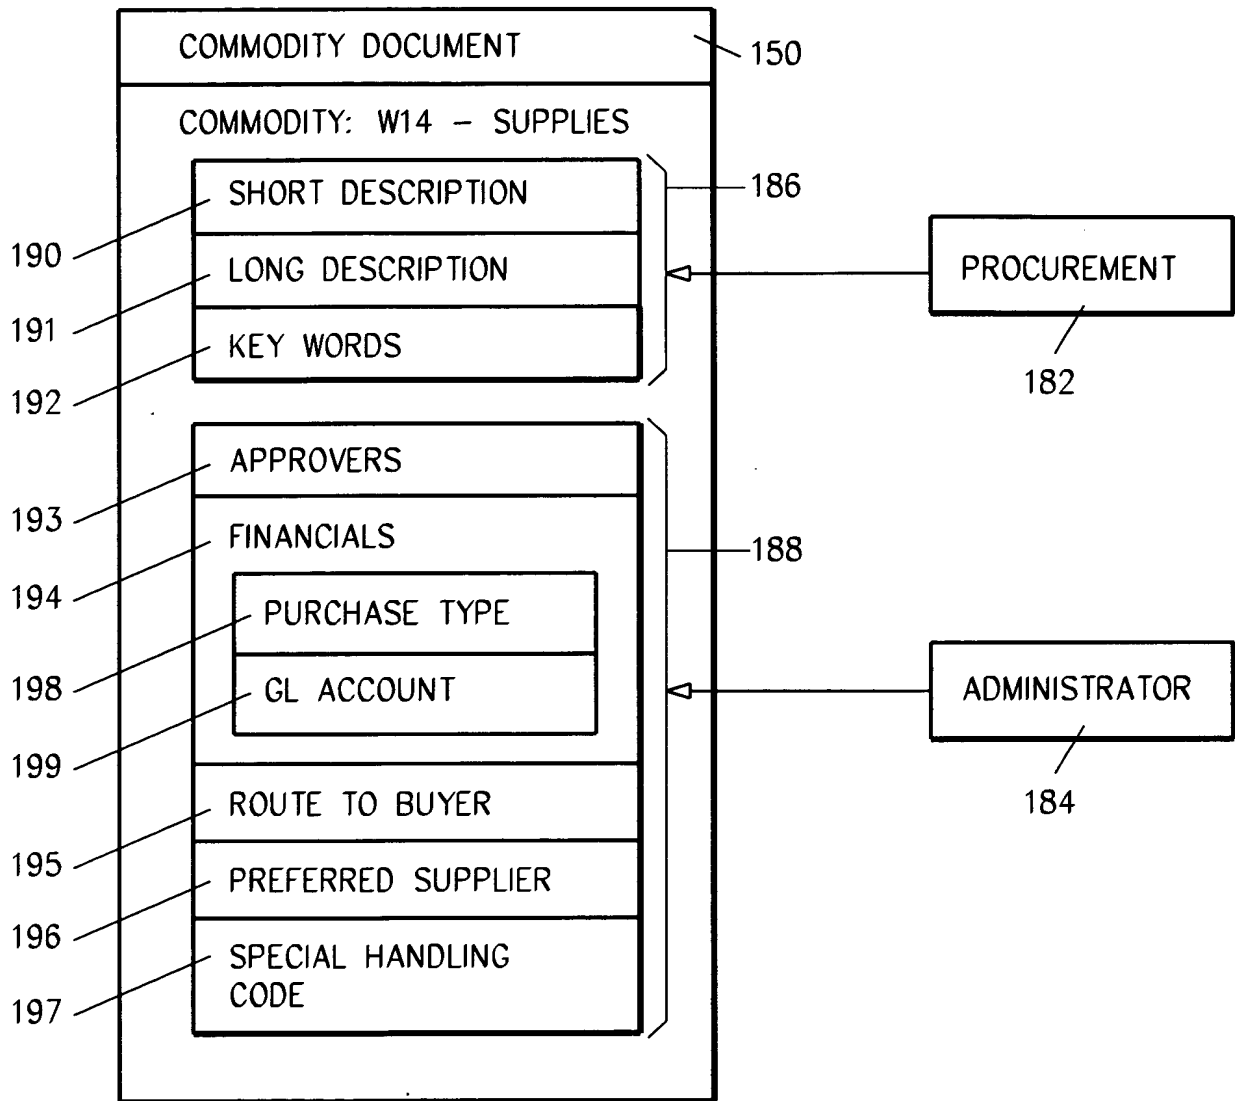 COMMODITY DOCUMENT
150
COMMODITY: W14 – SUPPLIES
SHORT DESCRIPTION
186
190
LONG DESCRIPTION
PROCUREMENT
191
KEY WORDS
182
192
APPROVERS
193
FINANCIALS
188
194
PURCHASE TYPE
198
GL ACCOUNT
ADMINISTRATOR
199
ROUTE TO BUYER
184
195
PREFERRED SUPPLIER
196
SPECIAL HANDLING
CODE
197